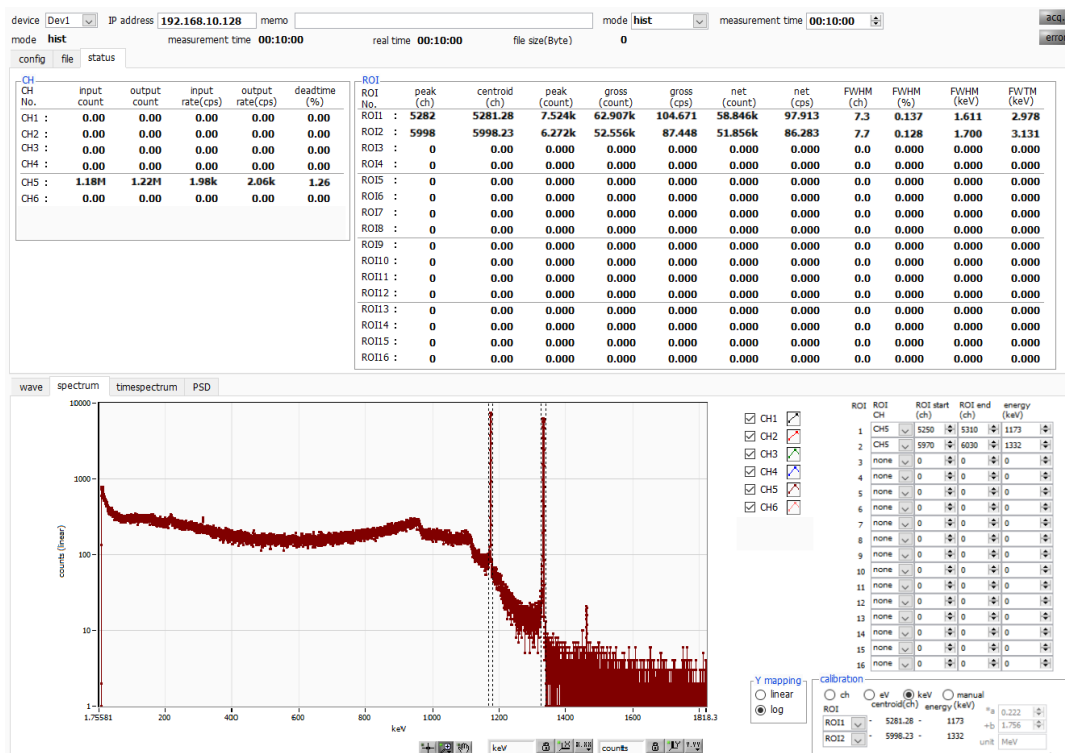 device Dev1 IP address 192.168.10.128 memo mode hist measurement time 00:10:00 acq.
mode hist measurement time 00:10:00 real time 00:10:00 file size(Byte) 0 error
config file status
CH
CH No. input count output count input rate(cps) output rate(cps) deadtime (%)
CH1 : 0.00 0.00 0.00 0.00 0.00
CH2 : 0.00 0.00 0.00 0.00 0.00
CH3 : 0.00 0.00 0.00 0.00 0.00
CH4 : 0.00 0.00 0.00 0.00 0.00
CH5 : 1.18M 1.22M 1.98k 2.06k 1.26
CH6 : 0.00 0.00 0.00 0.00 0.00
ROI
ROI No. peak (ch) centroid (ch) peak (count) gross (count) gross (cps) net (count) net (cps) FWHM (ch) FWHM (%) FWHM (keV) FWTM (keV)
ROI1 : 5282 5281.28 7.524k 62.907k 104.671 58.846k 97.913 7.3 0.137 1.611 2.978
ROI2 : 5998 5998.23 6.272k 52.556k 87.448 51.856k 86.283 7.7 0.128 1.700 3.131
ROI3 : 0 0.00 0.000 0.000 0.000 0.000 0.000 0.0 0.000 0.000 0.000
ROI4 : 0 0.00 0.000 0.000 0.000 0.000 0.000 0.0 0.000 0.000 0.000
ROI5 : 0 0.00 0.000 0.000 0.000 0.000 0.000 0.0 0.000 0.000 0.000
ROI6 : 0 0.00 0.000 0.000 0.000 0.000 0.000 0.0 0.000 0.000 0.000
ROI7 : 0 0.00 0.000 0.000 0.000 0.000 0.000 0.0 0.000 0.000 0.000
ROI8 : 0 0.00 0.000 0.000 0.000 0.000 0.000 0.0 0.000 0.000 0.000
ROI9 : 0 0.00 0.000 0.000 0.000 0.000 0.000 0.0 0.000 0.000 0.000
ROI10 : 0 0.00 0.000 0.000 0.000 0.000 0.000 0.0 0.000 0.000 0.000
ROI11 : 0 0.00 0.000 0.000 0.000 0.000 0.000 0.0 0.000 0.000 0.000
ROI12 : 0 0.00 0.000 0.000 0.000 0.000 0.000 0.0 0.000 0.000 0.000
ROI13 : 0 0.00 0.000 0.000 0.000 0.000 0.000 0.0 0.000 0.000 0.000
ROI14 : 0 0.00 0.000 0.000 0.000 0.000 0.000 0.0 0.000 0.000 0.000
ROI15 : 0 0.00 0.000 0.000 0.000 0.000 0.000 0.0 0.000 0.000 0.000
ROI16 : 0 0.00 0.000 0.000 0.000 0.000 0.000 0.0 0.000 0.000 0.000
wave spectrum timespectrum PSD
counts (linear)
10000
1000
100
10
1
1.75581 200 400 600 800 1000 1200 1400 1600 1818.3
keV
keV counts
CH1
CH2
CH3
CH4
CH5
CH6
ROI ROI CH ROI start (ch) ROI end (ch) energy (keV)
1 CH5 5250 5310 1173
2 CH5 5970 6030 1332
3 none 0 0 0
4 none 0 0 0
5 none 0 0 0
6 none 0 0 0
7 none 0 0 0
8 none 0 0 0
9 none 0 0 0
10 none 0 0 0
11 none 0 0 0
12 none 0 0 0
13 none 0 0 0
14 none 0 0 0
15 none 0 0 0
16 none 0 0 0
Y mapping
linear
log
calibration
ch eV keV manual
ROI centroid(ch) energy (keV)
ROI1 - 5281.28 - 1173
ROI2 - 5998.23 - 1332
*a 0.222
+b 1.756
unit MeV